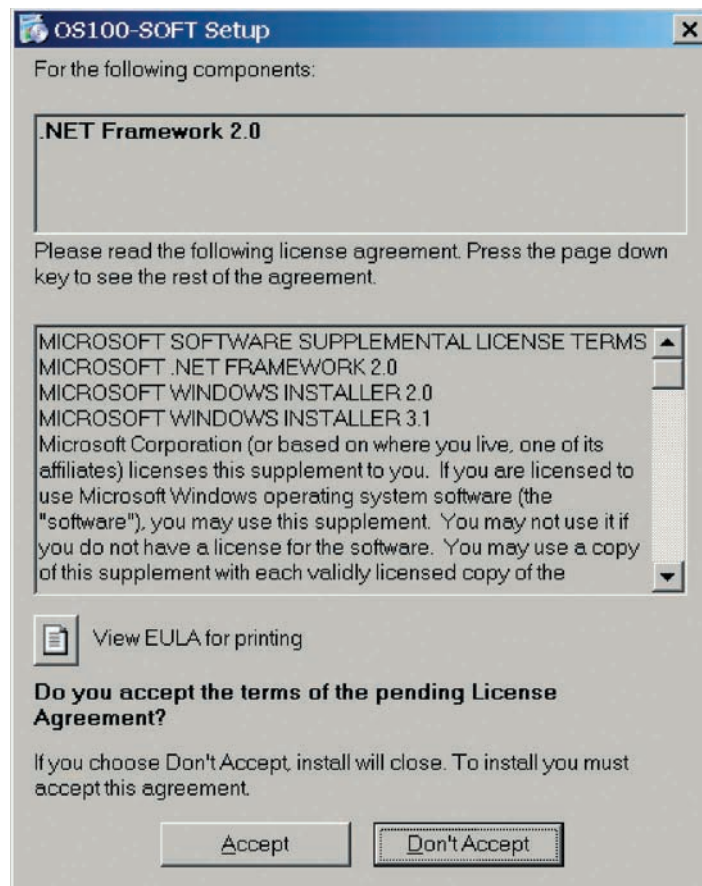 OS100-SOFT Setup
For the following components:
.NET Framework 2.0
Please read the following license agreement. Press the page down
key to see the rest of the agreement.
MICROSOFT SOFTWARE SUPPLEMENTAL LICENSE TERMS
MICROSOFT .NET FRAMEWORK 2.0
MICROSOFT WINDOWS INSTALLER 2.0
MICROSOFT WINDOWS INSTALLER 3.1
Microsoft Corporation (or based on where you live, one of its
affiliates) licenses this supplement to you. If you are licensed to
use Microsoft Windows operating system software (the
"software"), you may use this supplement. You may not use it if
you do not have a license for the software. You may use a copy
of this supplement with each validly licensed copy of the
View EULA for printing
Do you accept the terms of the pending License
Agreement?
If you choose Don't Accept, install will close. To install you must
accept this agreement.
Accept
Don't Accept